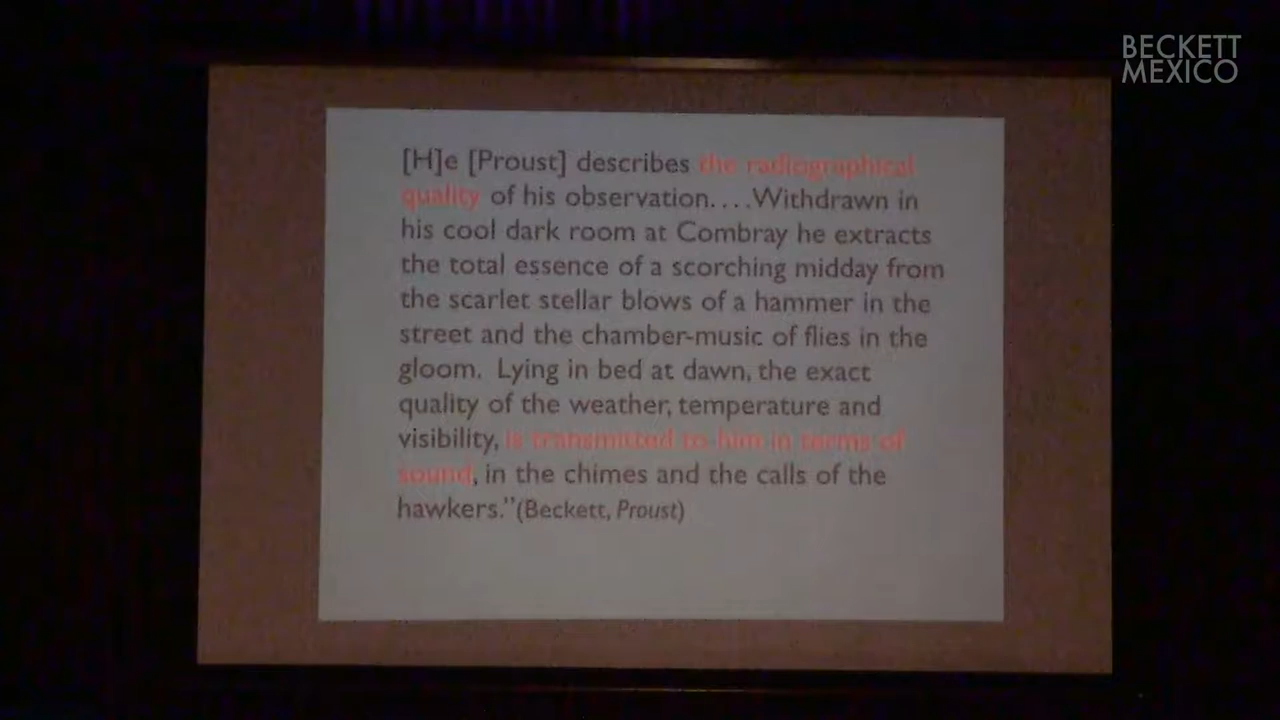 BECKETT
MEXICO
[H]e [Proust] describes the radiographical
quality of his observation. . . .Withdrawn in
his cool dark room at Combray he extracts
the total essence of a scorching midday from
the scarlet stellar blows of a hammer in the
street and the chamber-music of flies in the
gloom. Lying in bed at dawn, the exact
quality of the weather, temperature and
visibility, is transmitted to him in terms of
sound, in the chimes and the calls of the
hawkers.”(Beckett, Proust)